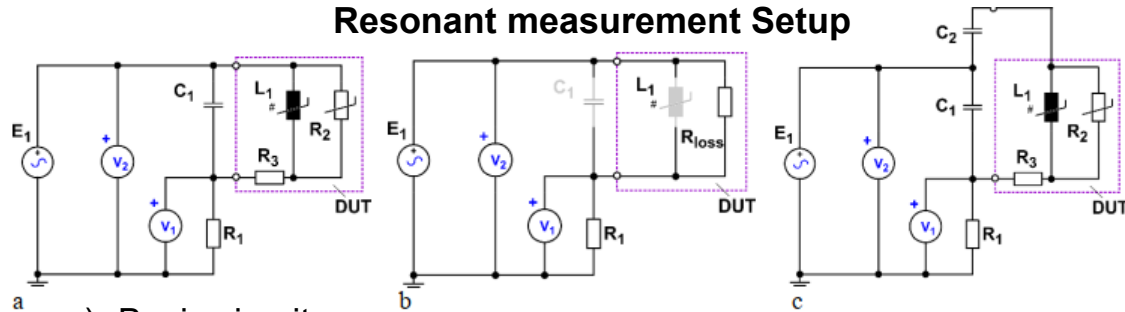 Resonant measurement Setup
E1 + V2 + V1 C1 R1 R3 L1 # R2 DUT
E1 + V2 + V1 C1 R1 L1 # Rloss DUT
E1 + V2 + V1 C2 C1 R1 R3 L1 # R2 DUT
a b c